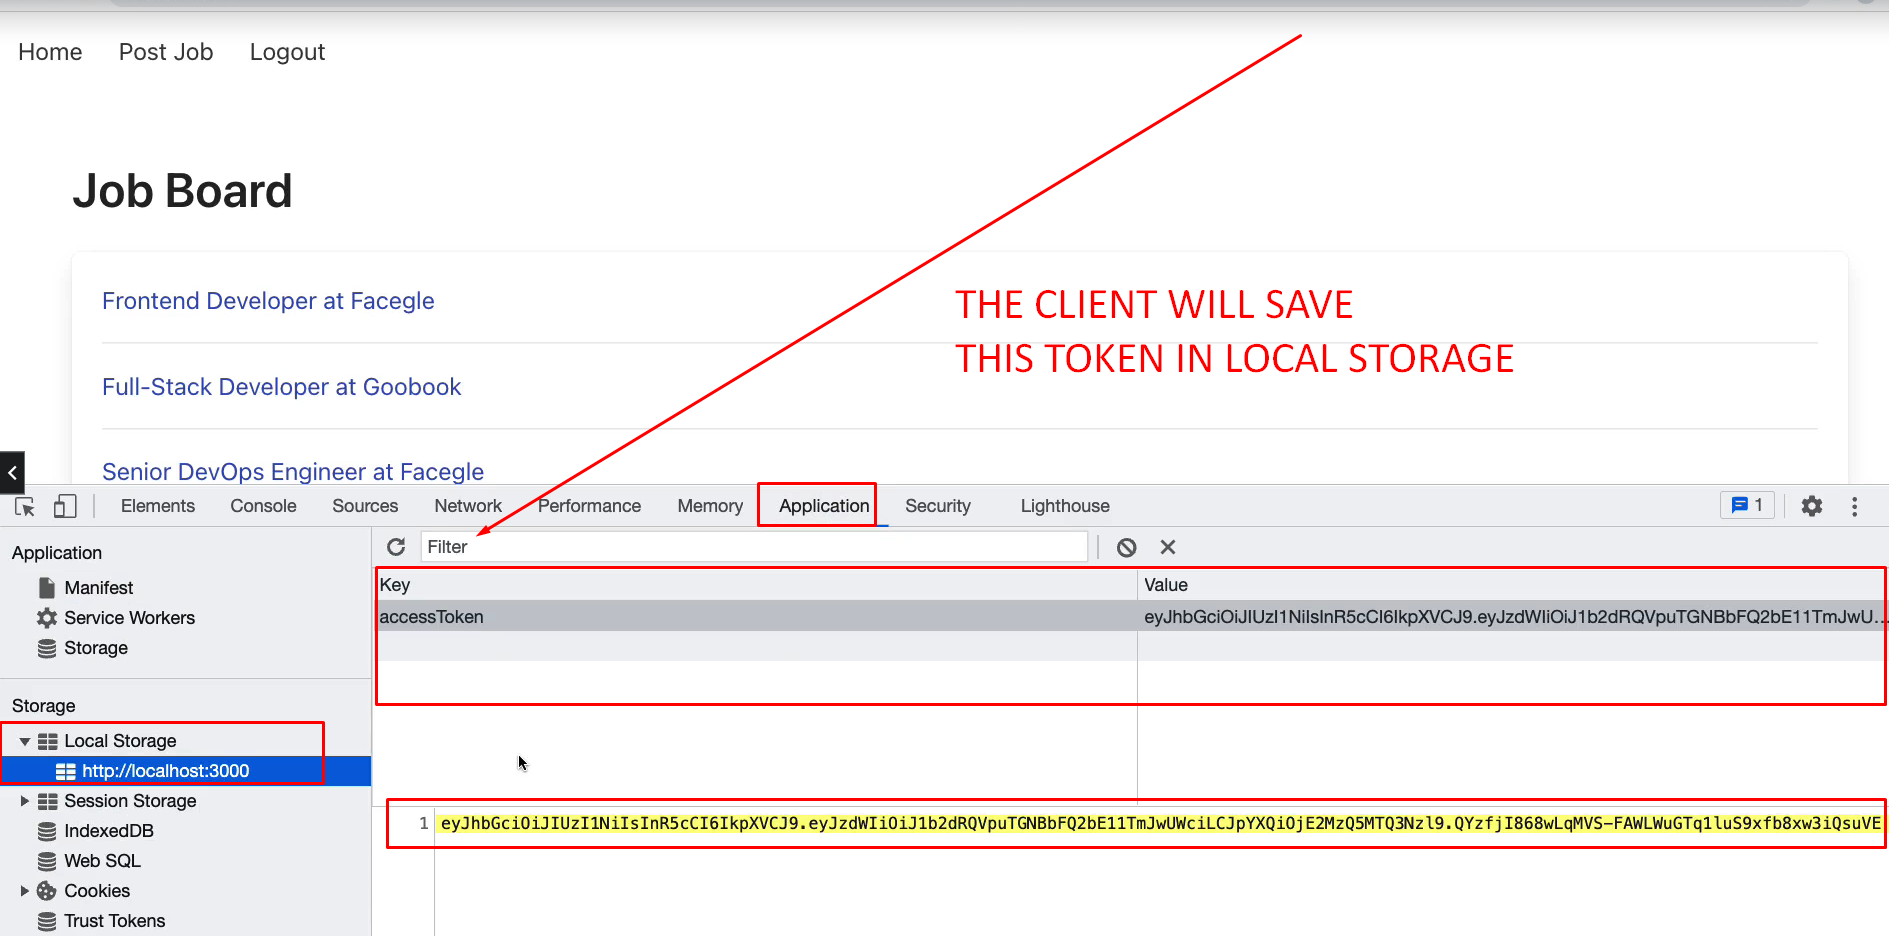 Home Post Job Logout
Job Board
Frontend Developer at Facegle
THE CLIENT WILL SAVE
THIS TOKEN IN LOCAL STORAGE
Full-Stack Developer at Goobook
Senior DevOps Engineer at Facegle
Elements Console Sources Network Performance Memory Application Security Lighthouse 1
Application
Manifest
Service Workers
Storage
Storage
Local Storage
http://localhost:3000
Session Storage
IndexedDB
Web SQL
Cookies
Trust Tokens
Filter
Key Value
accessToken eyJhbGciOiJIUzI1NiIsInR5cCI6IkpXVCJ9.eyJzdWIiOiJ1b2dRQVpuTGNBbFQ2bE11TmJwU...
1 eyJhbGciOiJIUzI1NiIsInR5cCI6IkpXVCJ9.eyJzdWIiOiJ1b2dRQVpuTGNBbFQ2bE11TmJwUWciLCJpYXQiOjE2MzQ5MTQ3Nzl9.QYzfjI868wLqMVS-FAWLWuGTq1luS9xfb8xw3iQsuVE